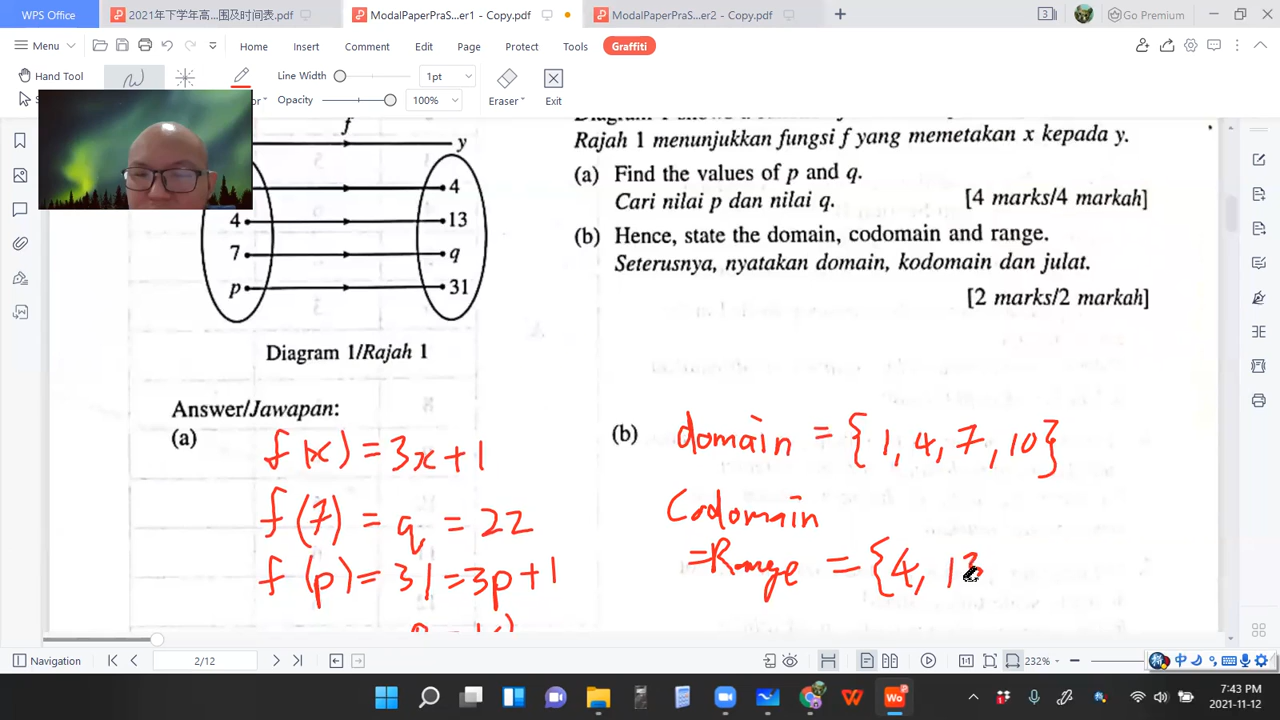 WPS Office
2021年下学年高...围及时间表.pdf
ModalPaperPraS...er1 - Copy.pdf
ModalPaperPraS...er2 - Copy.pdf
3
Go Premium
Menu
Home
Insert
Comment
Edit
Page
Protect
Tools
Graffiti
Hand Tool
Line Width
1pt
Opacity
100%
Eraser
Exit
f
y
4
4
13
7
q
p
31
Diagram 1/Rajah 1
Rajah 1 menunjukkan fungsi f yang memetakan x kepada y.
(a) Find the values of p and q.
Cari nilai p dan nilai q.
[4 marks/4 markah]
(b) Hence, state the domain, codomain and range.
Seterusnya, nyatakan domain, kodomain dan julat.
[2 marks/2 markah]
Answer/Jawapan:
(a)
f(x) = 3x+1
f(7) = q = 22
f(p) = 31 = 3p+1
(b) domain = {1, 4, 7, 10}
Codomain
=Range = {4, 13
Navigation
2/12
232%
中
7:43 PM
2021-11-12